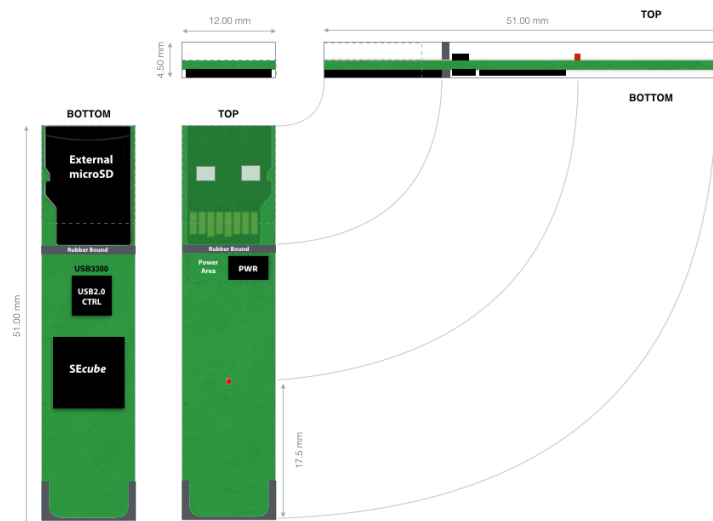 12.00 mm
51.00 mm
TOP
4.50 mm
BOTTOM
BOTTOM
TOP
External
microSD
Rubber Bound
Rubber Bound
USB3300
Power
Area
PWR
USB2.0
CTRL
SEcube
51.00 mm
17.5 mm